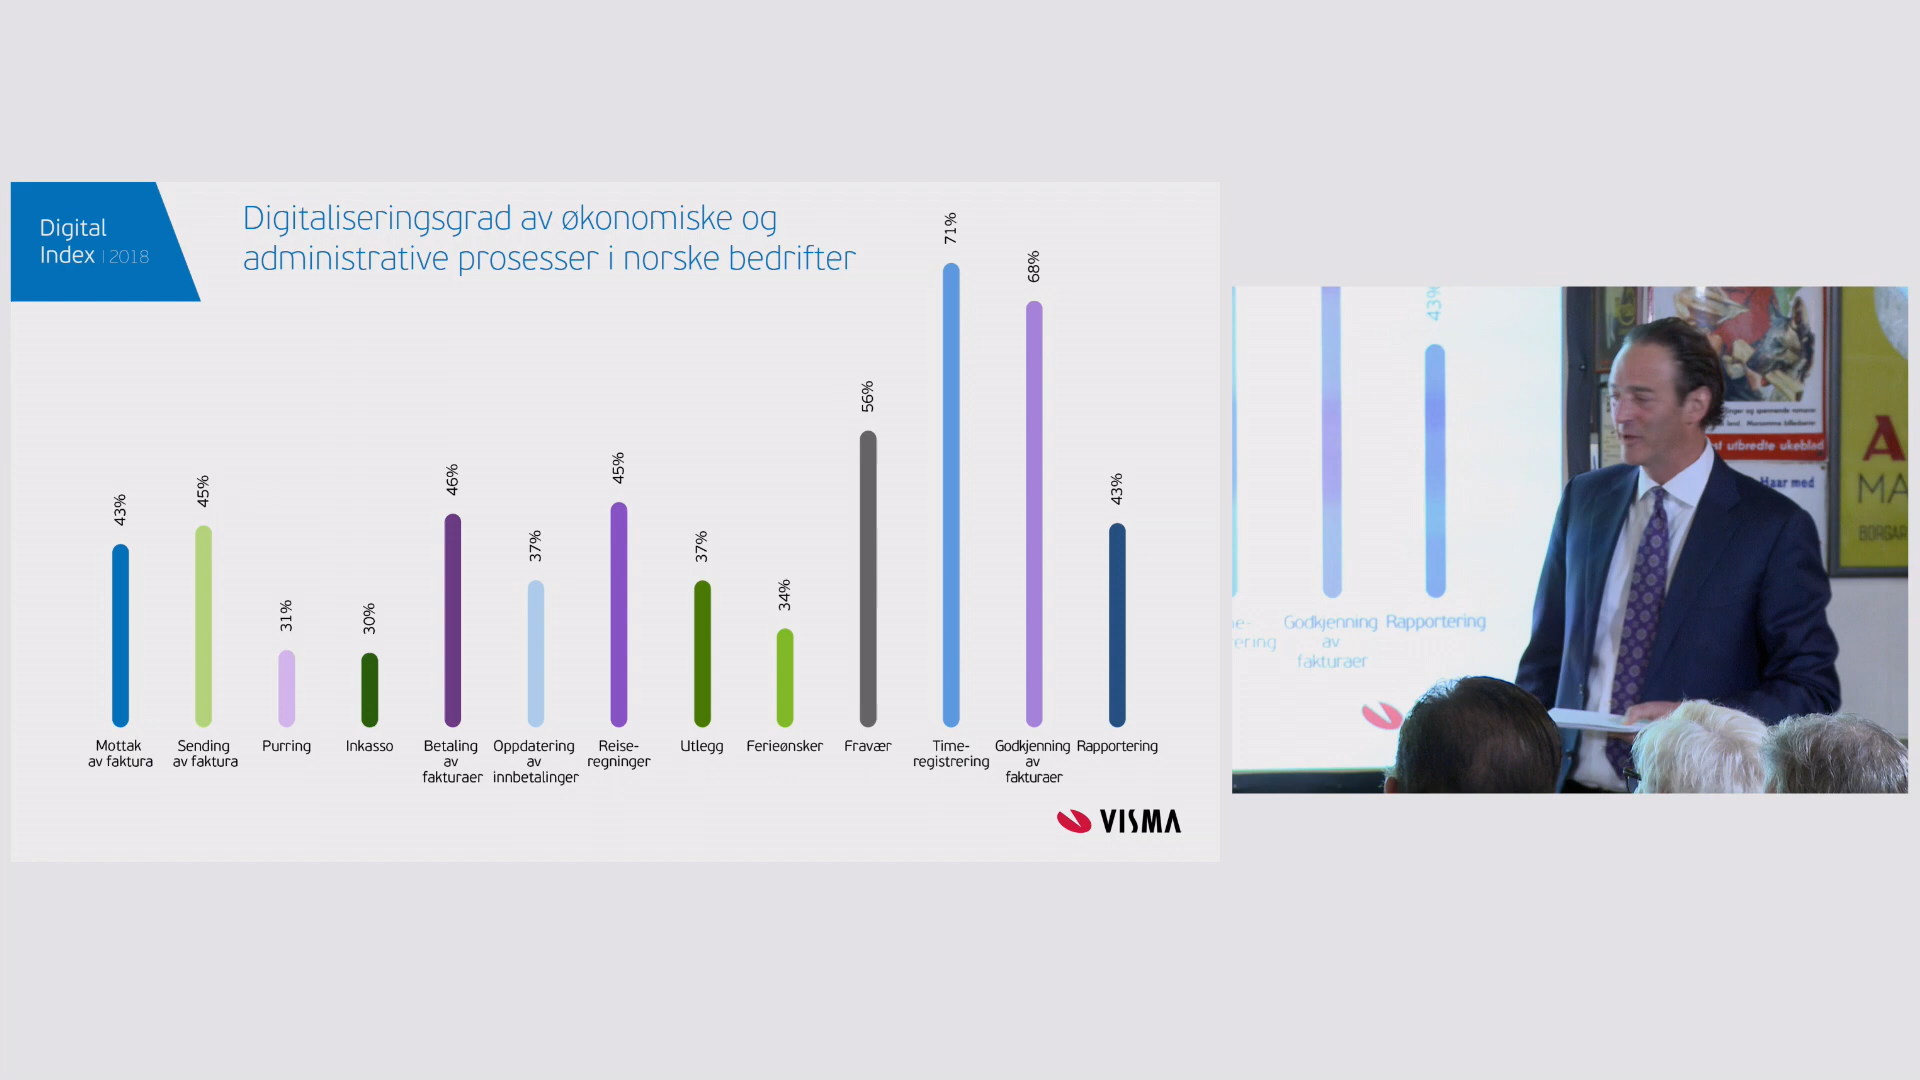 Digital
Index | 2018
Digitaliseringsgrad av økonomiske og
administrative prosesser i norske bedrifter
43%
45%
31%
30%
46%
37%
45%
37%
34%
56%
71%
68%
43%
Mottak
av faktura
Sending
av faktura
Purring
Inkasso
Betaling
av
fakturaer
Oppdatering
av
innbetalinger
Reise-
regninger
Utlegg
Ferieønsker
Fravær
Time-
registrering
Godkjenning
av
fakturaer
Rapportering
VISMA
43%
Godkjenning
av
fakturaer
Rapportering
utbredte ukeblad
Haar med
A
MA
BORGAR